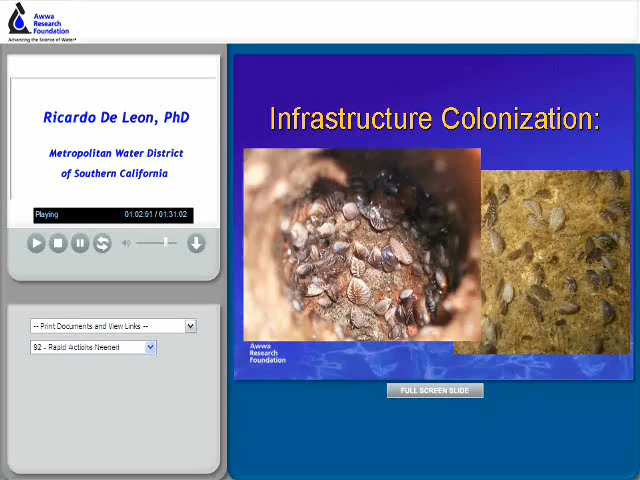 Awwa
Research
Foundation
Advancing the Science of Water*
Ricardo De Leon, PhD
Metropolitan Water District
of Southern California
Playing
01:02:51 / 01:31:02
-- Print Documents and View Links --
92 - Rapid Actions Needed
Infrastructure Colonization:
Awwa
Research
Foundation
FULL SCREEN SLIDE